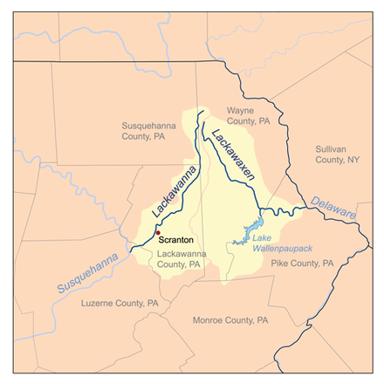 Wayne
County, PA
Susquehanna
County, PA
Sullivan
County, NY
Lackawaxen
Lackawanna
Delaware
Scranton
Lake
Wallenpaupack
Lackawanna
County, PA
Susquehanna
Pike County, PA
Luzerne County, PA
Monroe County, PA